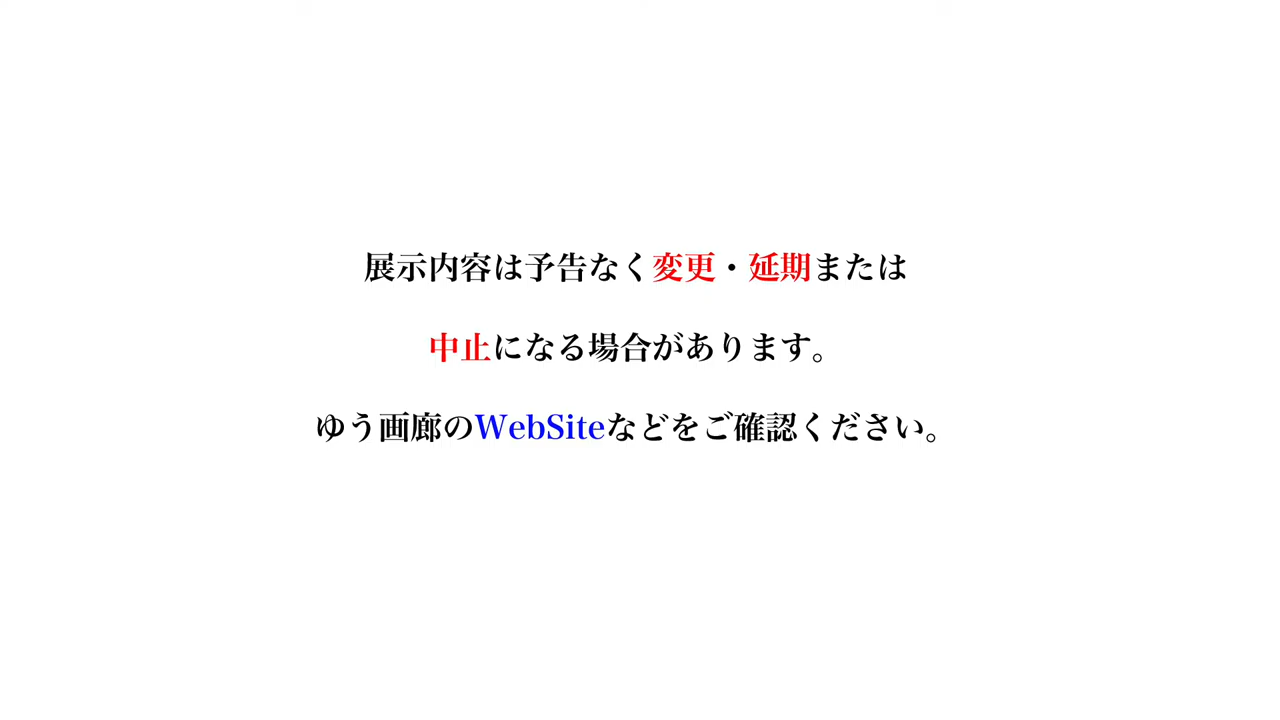 展示内容は予告なく変更・延期または
中止になる場合があります。
ゆう画廊のWebSiteなどをご確認ください。